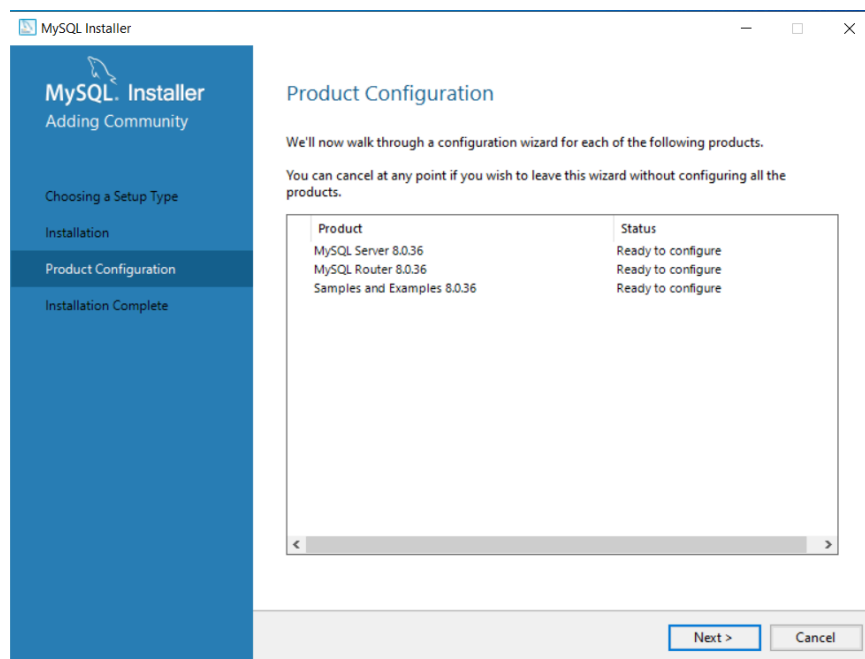 MySQL Installer
MySQL. Installer
Adding Community
Choosing a Setup Type
Installation
Product Configuration
Installation Complete
Product Configuration
We'll now walk through a configuration wizard for each of the following products.
You can cancel at any point if you wish to leave this wizard without configuring all the
products.
Product Status
MySQL Server 8.0.36 Ready to configure
MySQL Router 8.0.36 Ready to configure
Samples and Examples 8.0.36 Ready to configure
Next > Cancel